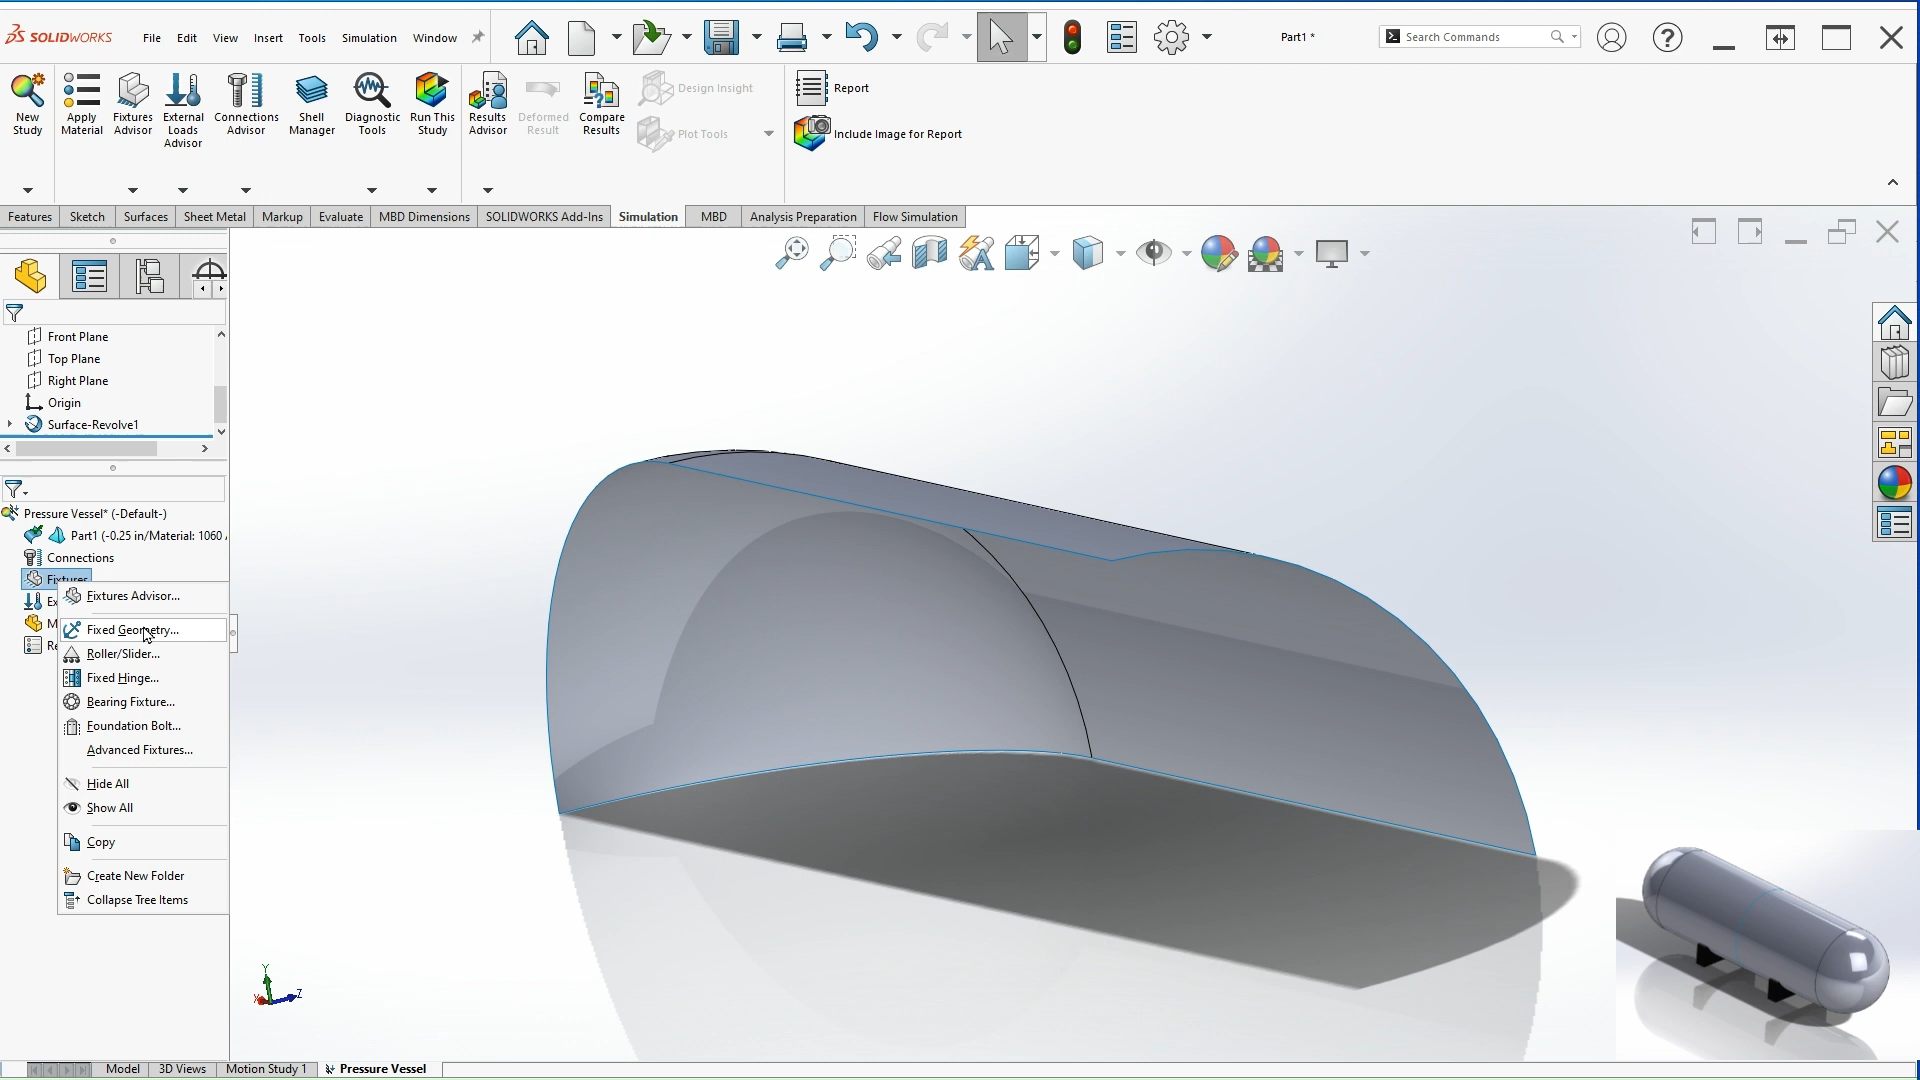 SOLIDWORKS File Edit View Insert Tools Simulation Window Part1 * Search Commands
New Study
Apply Material
Fixtures Advisor
External Loads Advisor
Connections Advisor
Shell Manager
Diagnostic Tools
Run This Study
Results Advisor
Deformed Result
Compare Results
Design Insight
Plot Tools
Report
Include Image for Report
Features Sketch Surfaces Sheet Metal Markup Evaluate MBD Dimensions SOLIDWORKS Add-Ins Simulation MBD Analysis Preparation Flow Simulation
Front Plane
Top Plane
Right Plane
Origin
Surface-Revolve1
Pressure Vessel* (-Default-)
Part1 (-0.25 in/Material: 1060
Connections
Fixtures
Ex
M
Re
Fixtures Advisor...
Fixed Geometry...
Roller/Slider...
Fixed Hinge...
Bearing Fixture...
Foundation Bolt...
Advanced Fixtures...
Hide All
Show All
Copy
Create New Folder
Collapse Tree Items
Y
X
Z
Model 3D Views Motion Study 1 Pressure Vessel